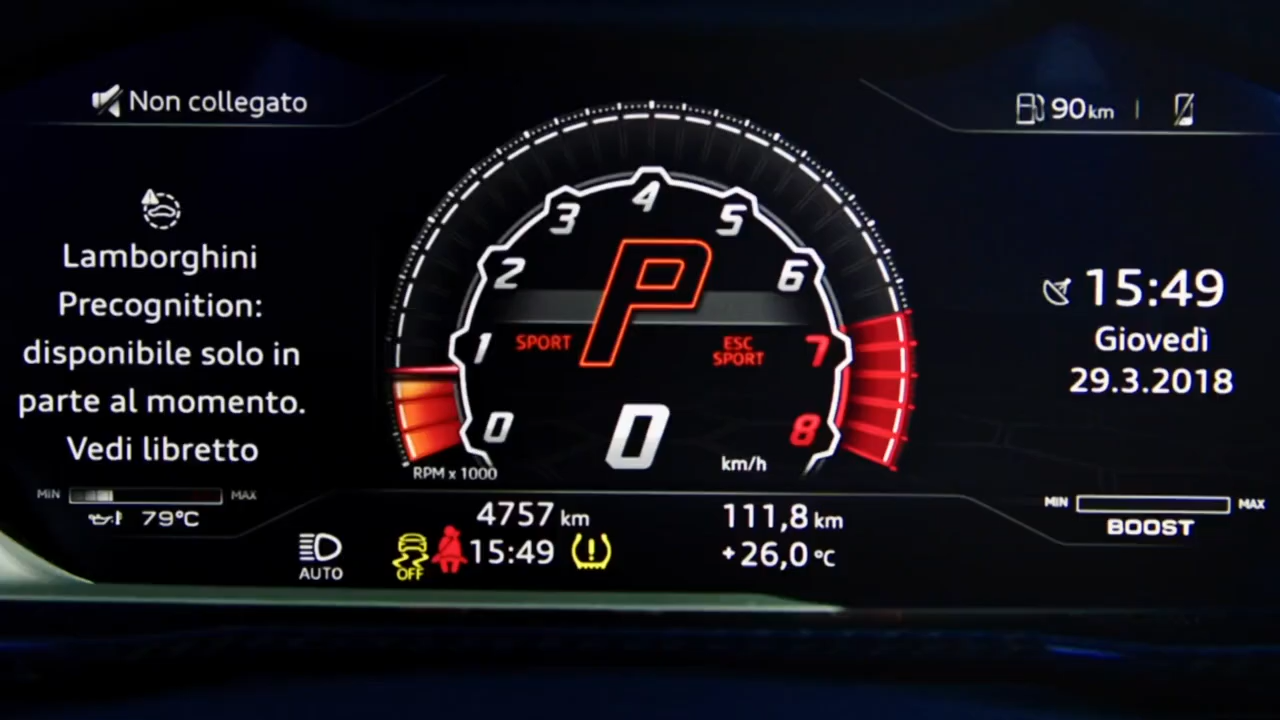 Non collegato
90 km
Lamborghini
Precognition:
disponibile solo in
parte al momento.
Vedi libretto
MIN MAX
79°C
0
1
2
3
4
5
6
7
8
P
SPORT
ESC
SPORT
0
km/h
RPM x 1000
15:49
Giovedì
29.3.2018
MIN MAX
BOOST
4757 km
111,8 km
AUTO
OFF
15:49
+26,0 °C